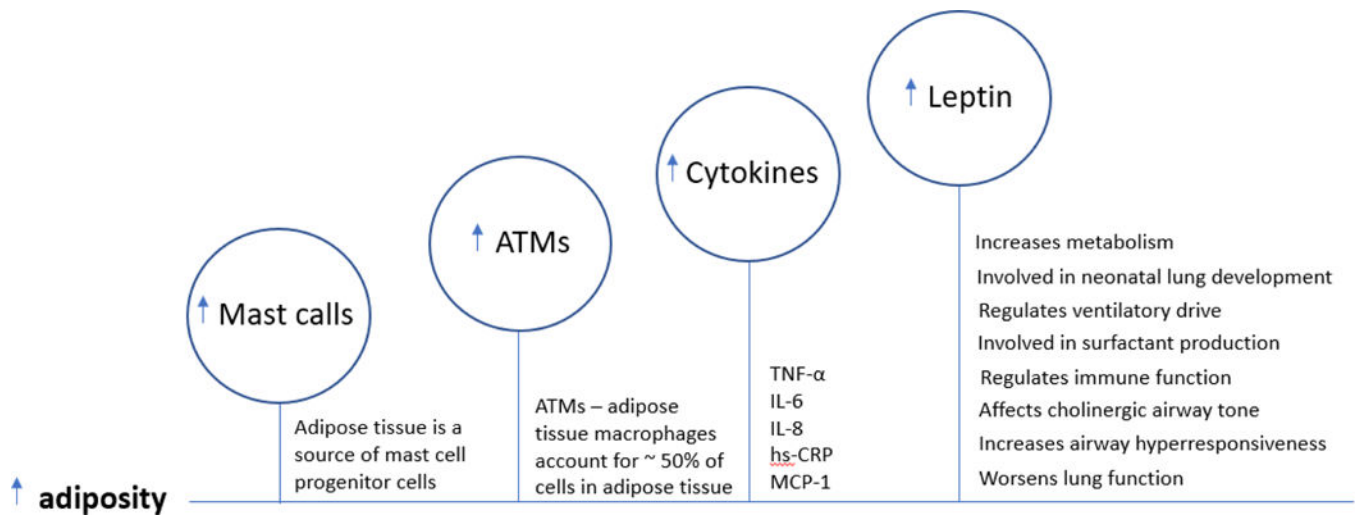 ↑ Leptin
↑ Cytokines
↑ ATMs
↑ Mast calls
Adipose tissue is a
source of mast cell
progenitor cells
ATMs – adipose
tissue macrophages
account for ~ 50% of
cells in adipose tissue
TNF-α
IL-6
IL-8
hs-CRP
MCP-1
Increases metabolism
Involved in neonatal lung development
Regulates ventilatory drive
Involved in surfactant production
Regulates immune function
Affects cholinergic airway tone
Increases airway hyperresponsiveness
Worsens lung function
↑ adiposity